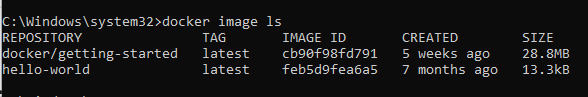 C:\Windows\system32>docker image ls
REPOSITORY TAG IMAGE ID CREATED SIZE
docker/getting-started latest cb90f98fd791 5 weeks ago 28.8MB
hello-world latest feb5d9fea6a5 7 months ago 13.3kB